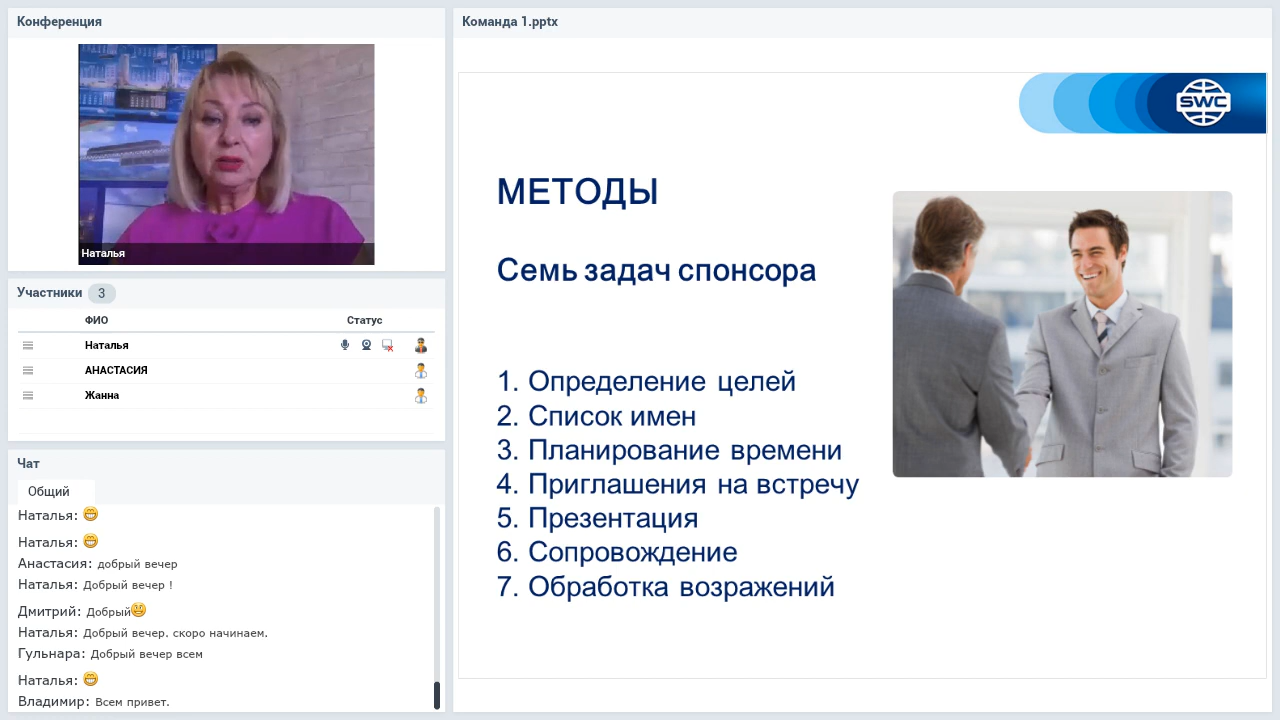 Конференция
Наталья
Участники 3
ФИО Статус
Наталья
АНАСТАСИЯ
Жанна
Чат
Общий
Наталья:
Наталья:
Анастасия: добрый вечер
Наталья: Добрый вечер !
Дмитрий: Добрый
Наталья: Добрый вечер. скоро начинаем.
Гульнара: Добрый вечер всем
Наталья:
Владимир: Всем привет.
Команда 1.pptx
SWC
МЕТОДЫ
Семь задач спонсора
1. Определение целей
2. Список имен
3. Планирование времени
4. Приглашения на встречу
5. Презентация
6. Сопровождение
7. Обработка возражений